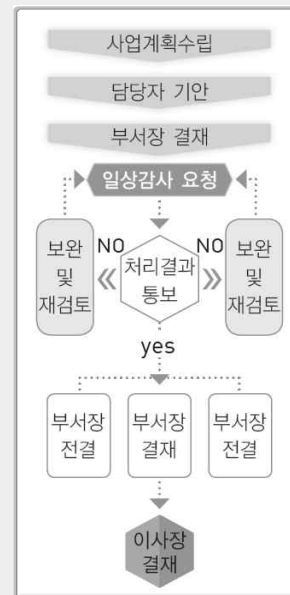 사업계획수립
담당자 기안
부서장 결재
일상감사 요청
보완
및
재검토
NO
처리결과
통보
NO
보완
및
재검토
yes
부서장
전결
부서장
결재
부서장
전결
이사장
결재